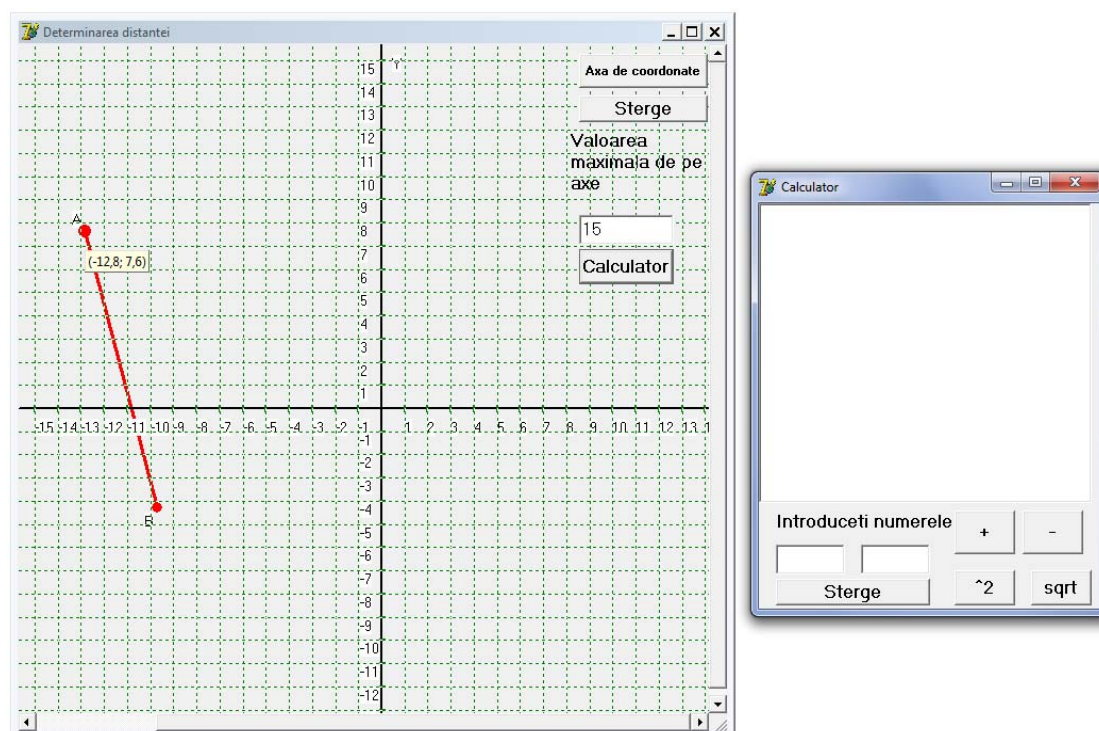 Determinarea distantei
15
Y
Axa de coordonate
14
Sterge
13
12
Valoarea
11
maximala de pe
10
axe
9
A
8
15
(-12,8; 7,6)
7
Calculator
6
5
4
3
2
1
-15 -14 -13 -12 -11 -10 -9 -8 -7 -6 -5 -4 -3 -2 -1 1 2 3 4 5 6 7 8 9 10 11 12 13 1
-1
-2
-3
-4
B
-5
-6
-7
-8
-9
-10
-11
-12
Calculator
Introduceti numerele
+ -
Sterge
^2 sqrt